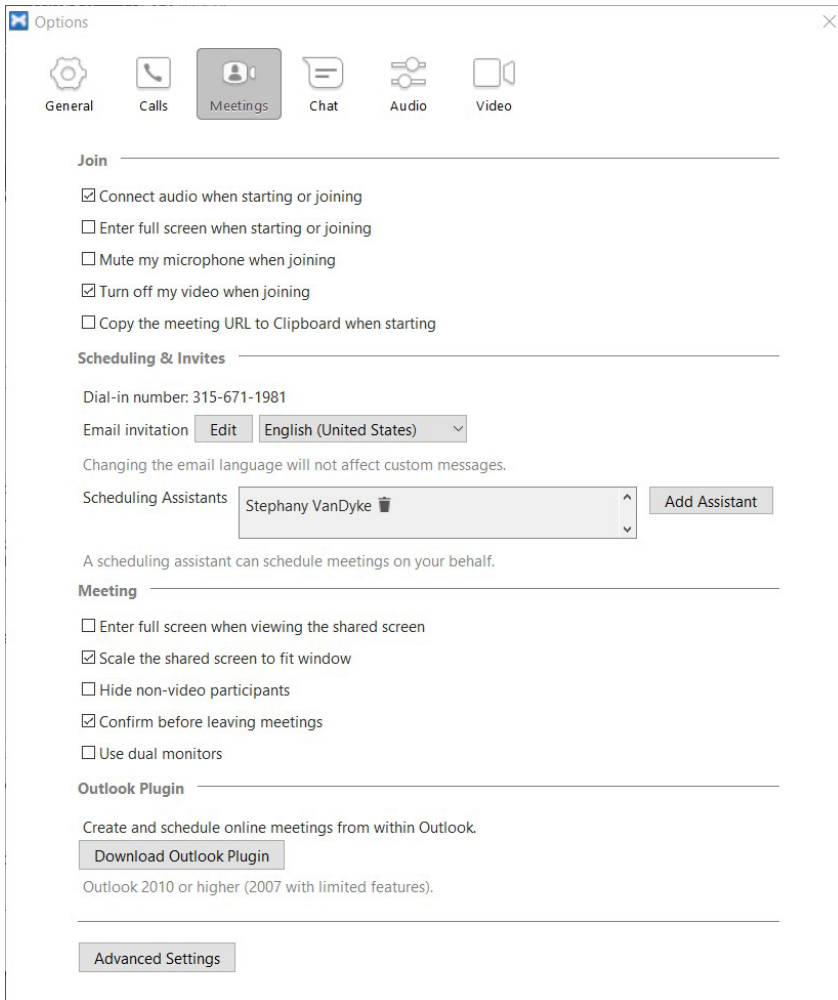 Options
General Calls Meetings Chat Audio Video
Join
Connect audio when starting or joining
Enter full screen when starting or joining
Mute my microphone when joining
Turn off my video when joining
Copy the meeting URL to Clipboard when starting
Scheduling & Invites
Dial-in number: 315-671-1981
Email invitation Edit English (United States)
Changing the email language will not affect custom messages.
Scheduling Assistants Stephany VanDyke Add Assistant
A scheduling assistant can schedule meetings on your behalf.
Meeting
Enter full screen when viewing the shared screen
Scale the shared screen to fit window
Hide non-video participants
Confirm before leaving meetings
Use dual monitors
Outlook Plugin
Create and schedule online meetings from within Outlook.
Download Outlook Plugin
Outlook 2010 or higher (2007 with limited features).
Advanced Settings